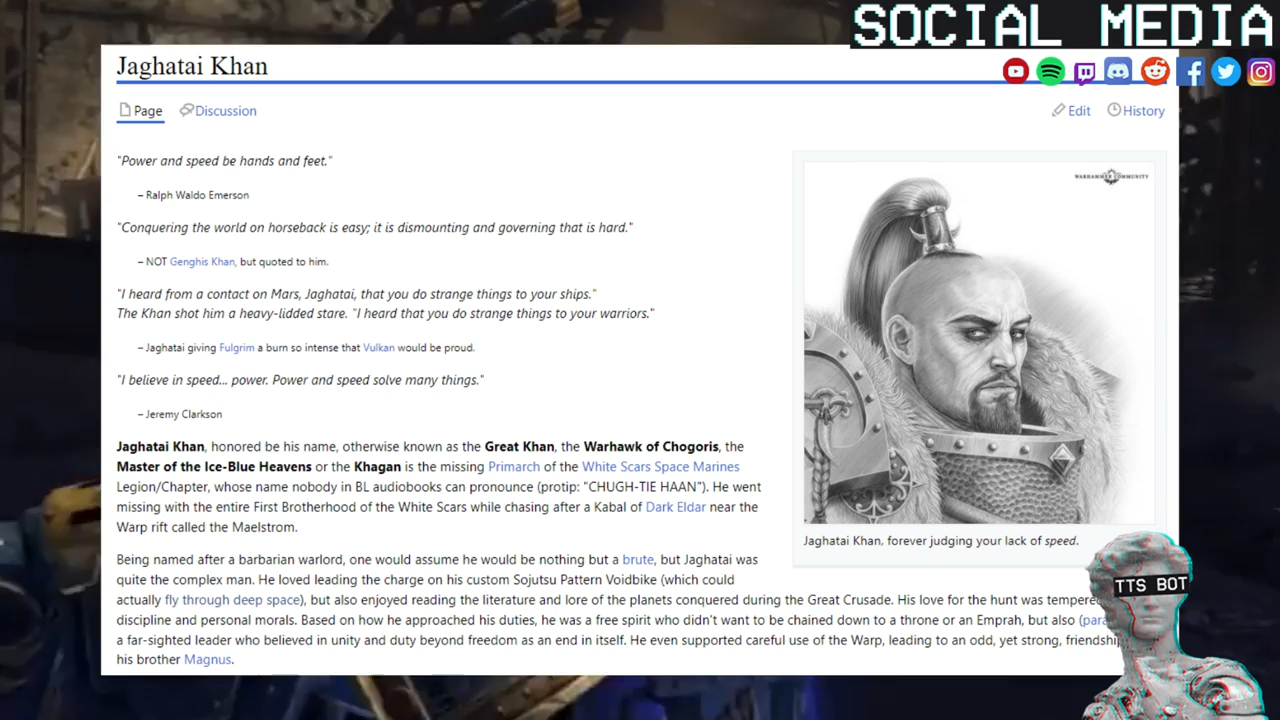 SOCIAL MEDIA
Jaghatai Khan
Page Discussion Edit History
"Power and speed be hands and feet."
– Ralph Waldo Emerson
"Conquering the world on horseback is easy; it is dismounting and governing that is hard."
– NOT Genghis Khan, but quoted to him.
"I heard from a contact on Mars, Jaghatai, that you do strange things to your ships."
The Khan shot him a heavy-lidded stare. "I heard that you do strange things to your warriors."
– Jaghatai giving Fulgrim a burn so intense that Vulkan would be proud.
"I believe in speed... power. Power and speed solve many things."
– Jeremy Clarkson
WARHAMMER COMMUNITY
Jaghatai Khan, forever judging your lack of speed.
Jaghatai Khan, honored be his name, otherwise known as the Great Khan, the Warhawk of Chogoris, the
Master of the Ice-Blue Heavens or the Khagan is the missing Primarch of the White Scars Space Marines
Legion/Chapter, whose name nobody in BL audiobooks can pronounce (protip: "CHUGH-TIE HAAN"). He went
missing with the entire First Brotherhood of the White Scars while chasing after a Kabal of Dark Eldar near the
Warp rift called the Maelstrom.
Being named after a barbarian warlord, one would assume he would be nothing but a brute, but Jaghatai was
quite the complex man. He loved leading the charge on his custom Sojutsu Pattern Voidbike (which could
actually fly through deep space), but also enjoyed reading the literature and lore of the planets conquered during the Great Crusade. His love for the hunt was tempere
discipline and personal morals. Based on how he approached his duties, he was a free spirit who didn't want to be chained down to a throne or an Emprah, but also (para
a far-sighted leader who believed in unity and duty beyond freedom as an end in itself. He even supported careful use of the Warp, leading to an odd, yet strong, friendship
his brother Magnus.
TTS BOT